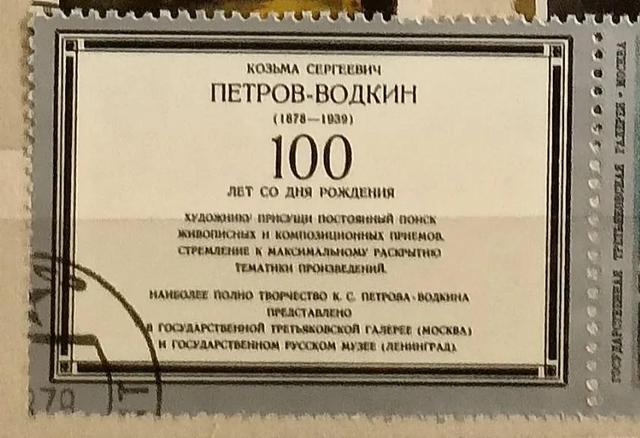 КОЗЬМА СЕРГЕЕВИЧ
ПЕТРОВ-ВОДКИН
(1878—1939)
100
ЛЕТ СО ДНЯ РОЖДЕНИЯ
ХУДОЖНИКУ ПРИСУЩИ ПОСТОЯННЫЙ ПОИСК
ЖИВОПИСНЫХ И КОМПОЗИЦИОННЫХ ПРИЕМОВ,
СТРЕМЛЕНИЕ К МАКСИМАЛЬНОМУ РАСКРЫТИЮ
ТЕМАТИКИ ПРОИЗВЕДЕНИЙ.
НАИБОЛЕЕ ПОЛНО ТВОРЧЕСТВО К. С. ПЕТРОВА-ВОДКИНА
ПРЕДСТАВЛЕНО
В ГОСУДАРСТВЕННОЙ ТРЕТЬЯКОВСКОЙ ГАЛЕРЕЕ (МОСКВА)
И ГОСУДАРСТВЕННОМ РУССКОМ МУЗЕЕ (ЛЕНИНГРАД).
ГОСУДАРСТВЕННАЯ ТРЕТЬЯКОВСКАЯ ГАЛЕРЕЯ • МОСКВА